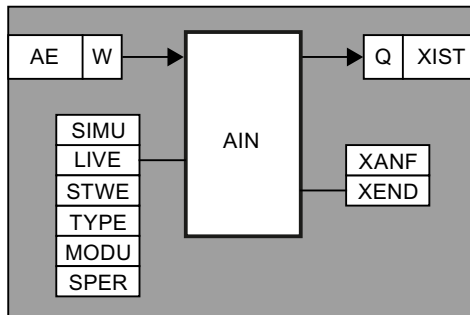 AE W
Q XIST
AIN
SIMU
LIVE
STWE
TYPE
MODU
SPER
XANF
XEND